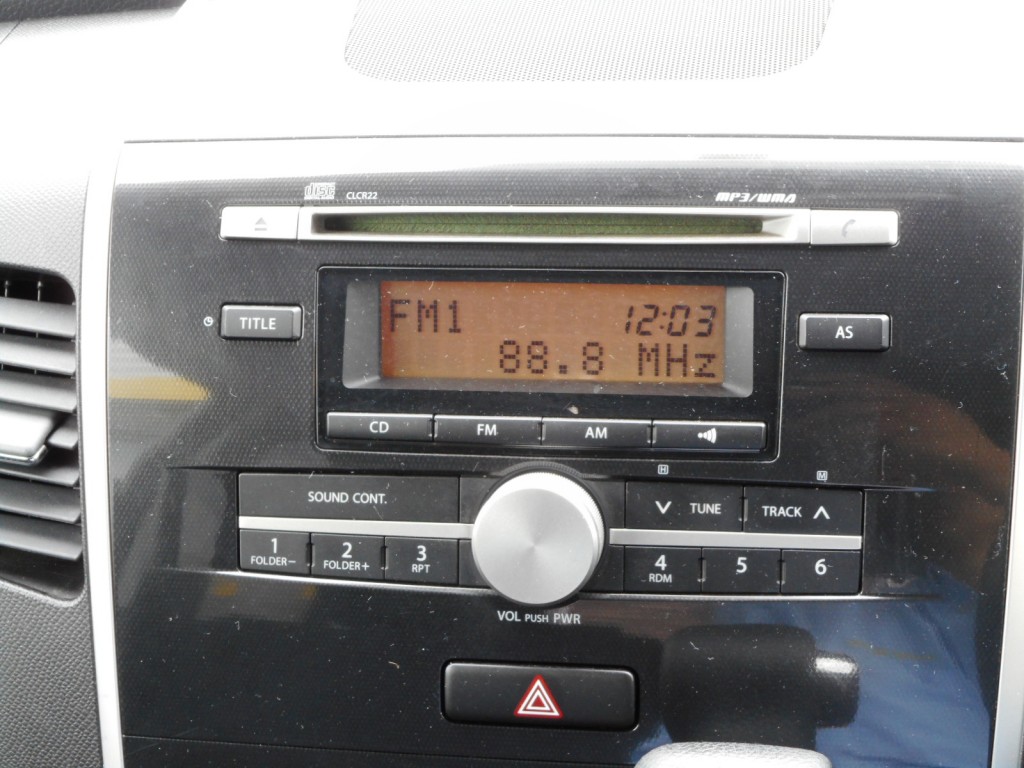 disc CLCR22 MP3/WMA
TITLE
FM1 12:03
88.8 MHz
AS
CD FM AM
H M
SOUND CONT. TUNE TRACK
1 2 3 4 5 6
FOLDER− FOLDER+ RPT RDM
VOL PUSH PWR